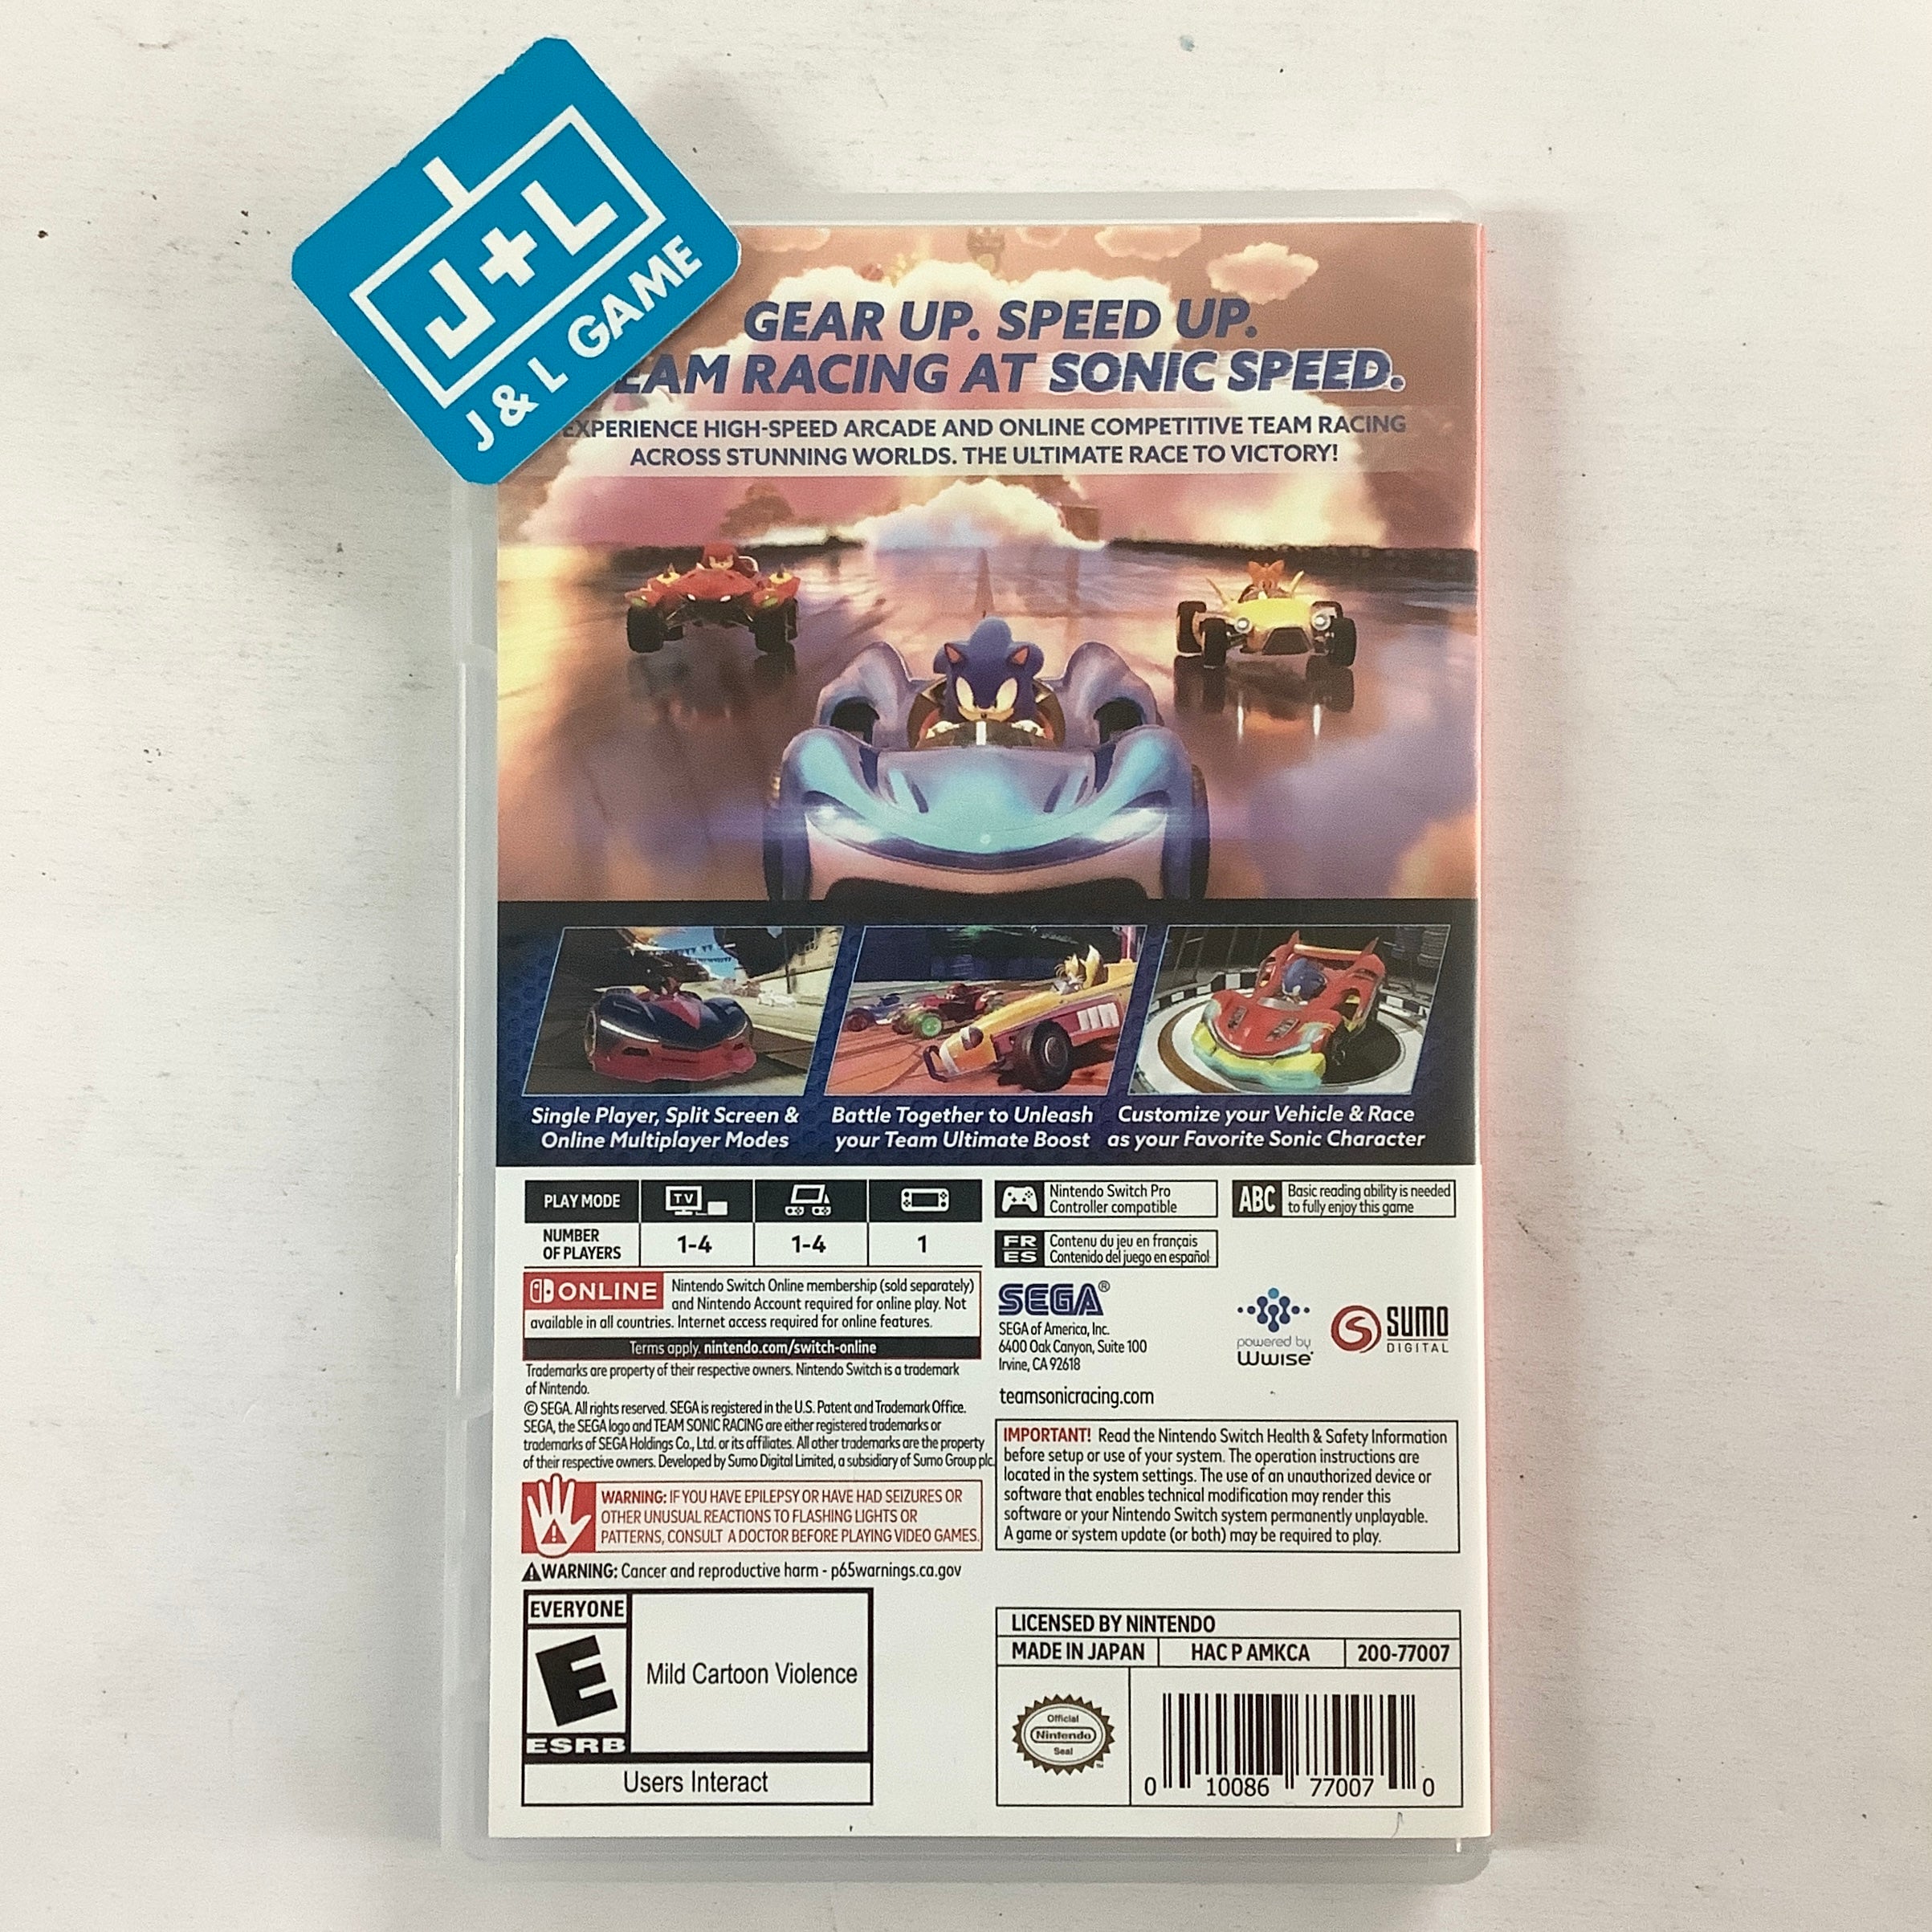 J+L
J & L GAME
GEAR UP. SPEED UP.
EAM RACING AT SONIC SPEED.
EXPERIENCE HIGH-SPEED ARCADE AND ONLINE COMPETITIVE TEAM RACING
ACROSS STUNNING WORLDS. THE ULTIMATE RACE TO VICTORY!
Single Player, Split Screen &
Online Multiplayer Modes
Battle Together to Unleash
your Team Ultimate Boost
Customize your Vehicle & Race
as your Favorite Sonic Character
PLAY MODE
TV
NUMBER
OF PLAYERS
1-4
1-4
1
Nintendo Switch Pro
Controller compatible
ABC
Basic reading ability is needed
to fully enjoy this game
FR
ES
Contenu du jeu en français
Contenido del juego en español
ONLINE
Nintendo Switch Online membership (sold separately)
and Nintendo Account required for online play. Not
available in all countries. Internet access required for online features.
Terms apply. nintendo.com/switch-online
Trademarks are property of their respective owners. Nintendo Switch is a trademark
of Nintendo.
© SEGA. All rights reserved. SEGA is registered in the U.S. Patent and Trademark Office.
SEGA, the SEGA logo and TEAM SONIC RACING are either registered trademarks or
trademarks of SEGA Holdings Co., Ltd. or its affiliates. All other trademarks are the property
of their respective owners. Developed by Sumo Digital Limited, a subsidiary of Sumo Group plc.
SEGA®
SEGA of America, Inc.
6400 Oak Canyon, Suite 100
Irvine, CA 92618
teamsonicracing.com
powered by
Wwise
SUMO
DIGITAL
IMPORTANT! Read the Nintendo Switch Health & Safety Information
before setup or use of your system. The operation instructions are
located in the system settings. The use of an unauthorized device or
software that enables technical modification may render this
software or your Nintendo Switch system permanently unplayable.
A game or system update (or both) may be required to play.
WARNING: IF YOU HAVE EPILEPSY OR HAVE HAD SEIZURES OR
OTHER UNUSUAL REACTIONS TO FLASHING LIGHTS OR
PATTERNS, CONSULT A DOCTOR BEFORE PLAYING VIDEO GAMES.
WARNING: Cancer and reproductive harm - p65warnings.ca.gov
EVERYONE
E
ESRB
Mild Cartoon Violence
Users Interact
LICENSED BY NINTENDO
MADE IN JAPAN
HAC P AMKCA
200-77007
Official
Nintendo
Seal
0 10086 77007 0